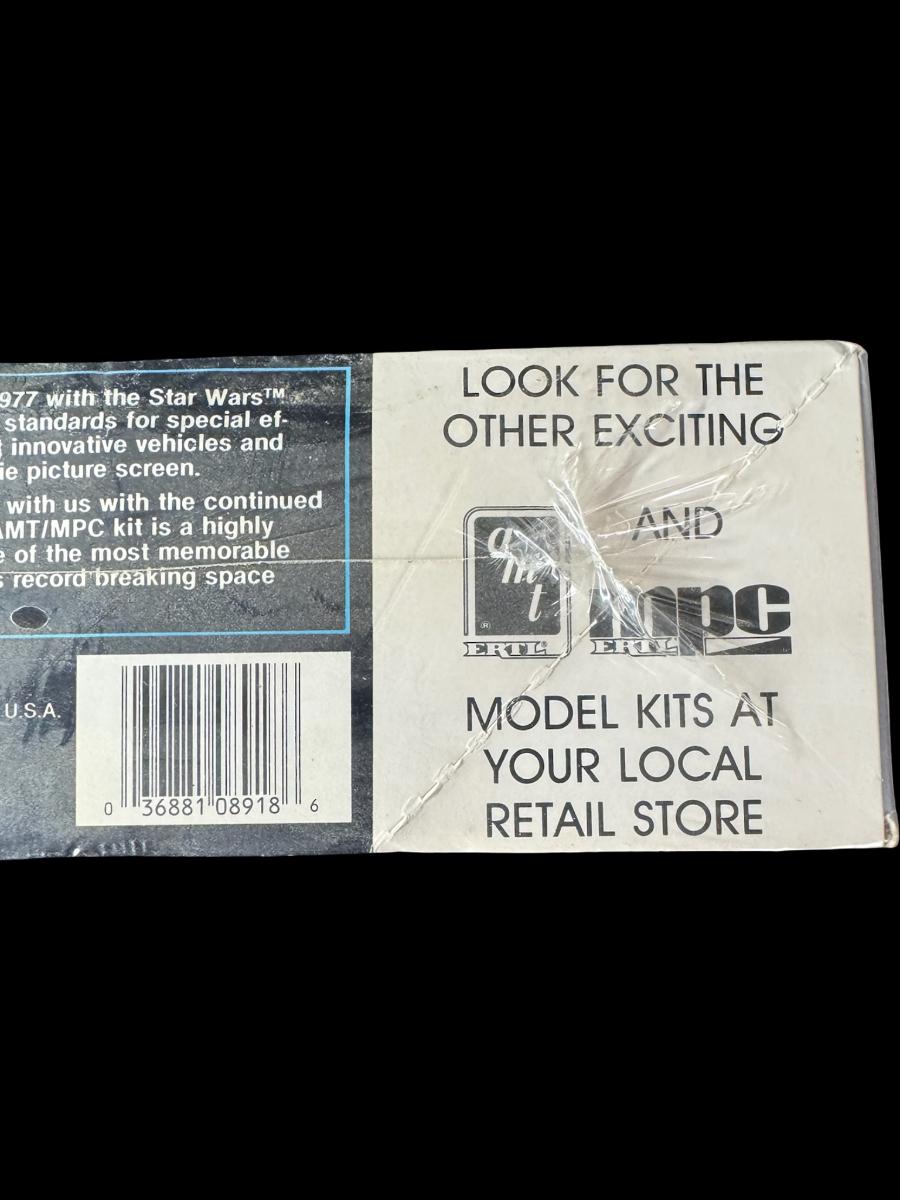 977 with the Star Wars™
standards for special ef-
t innovative vehicles and
ie picture screen.
with us with the continued
AMT/MPC kit is a highly
e of the most memorable
s record breaking space
U.S.A.
0 36881 08918 6
LOOK FOR THE
OTHER EXCITING
amt
®
ERTL®
AND
mpc
ERTL
MODEL KITS AT
YOUR LOCAL
RETAIL STORE